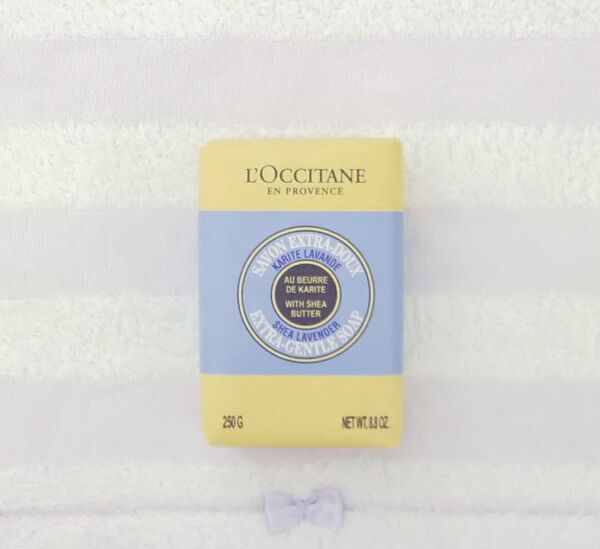 L'OCCITANE
EN PROVENCE
SAVON EXTRA-DOUX
KARITE LAVANDE
AU BEURRE
DE KARITE
WITH SHEA
BUTTER
SHEA LAVENDER
EXTRA-GENTLE SOAP
250 G
NET WT. 8.8 OZ.